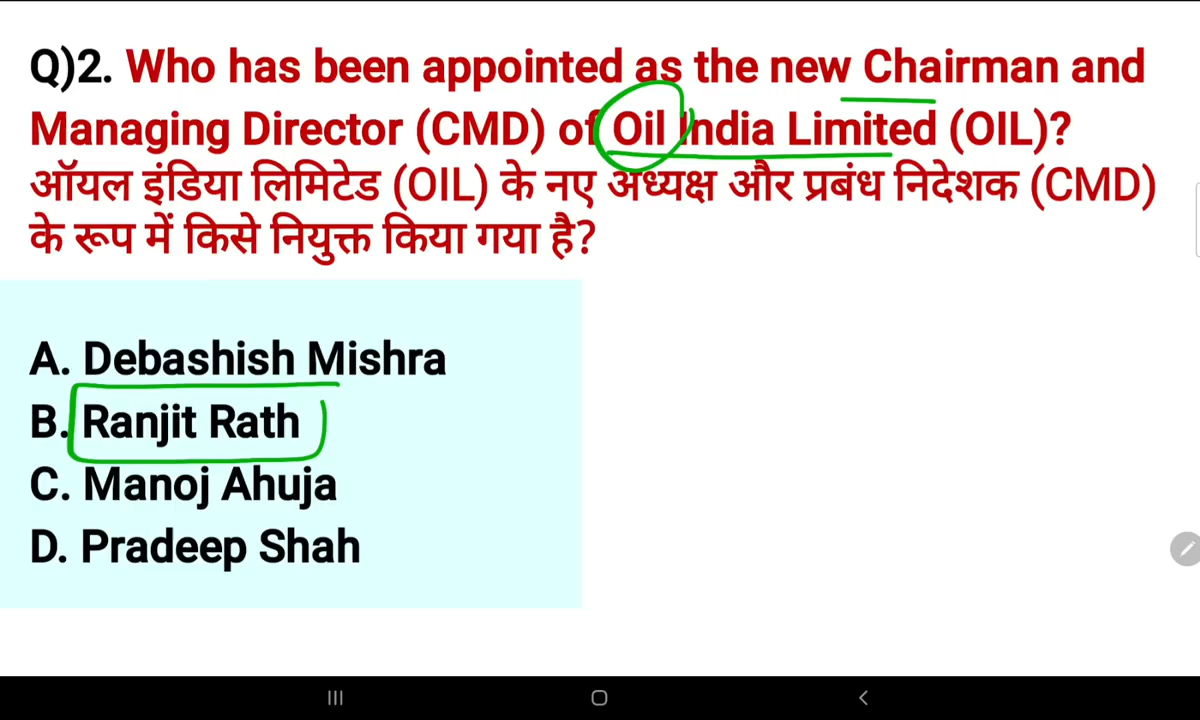 Q)2. Who has been appointed as the new Chairman and
Managing Director (CMD) of Oil India Limited (OIL)?
ऑयल इंडिया लिमिटेड (OIL) के नए अध्यक्ष और प्रबंध निदेशक (CMD)
के रूप में किसे नियुक्त किया गया है?
A. Debashish Mishra
B. Ranjit Rath
C. Manoj Ahuja
D. Pradeep Shah